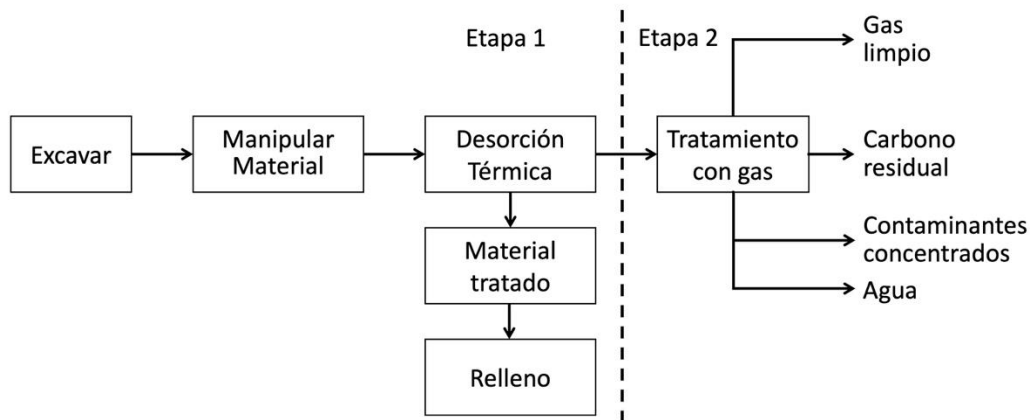 Etapa 1
Etapa 2
Gas
limpio
Excavar
Manipular
Material
Desorción
Térmica
Tratamiento
con gas
Carbono
residual
Material
tratado
Contaminantes
concentrados
Agua
Relleno